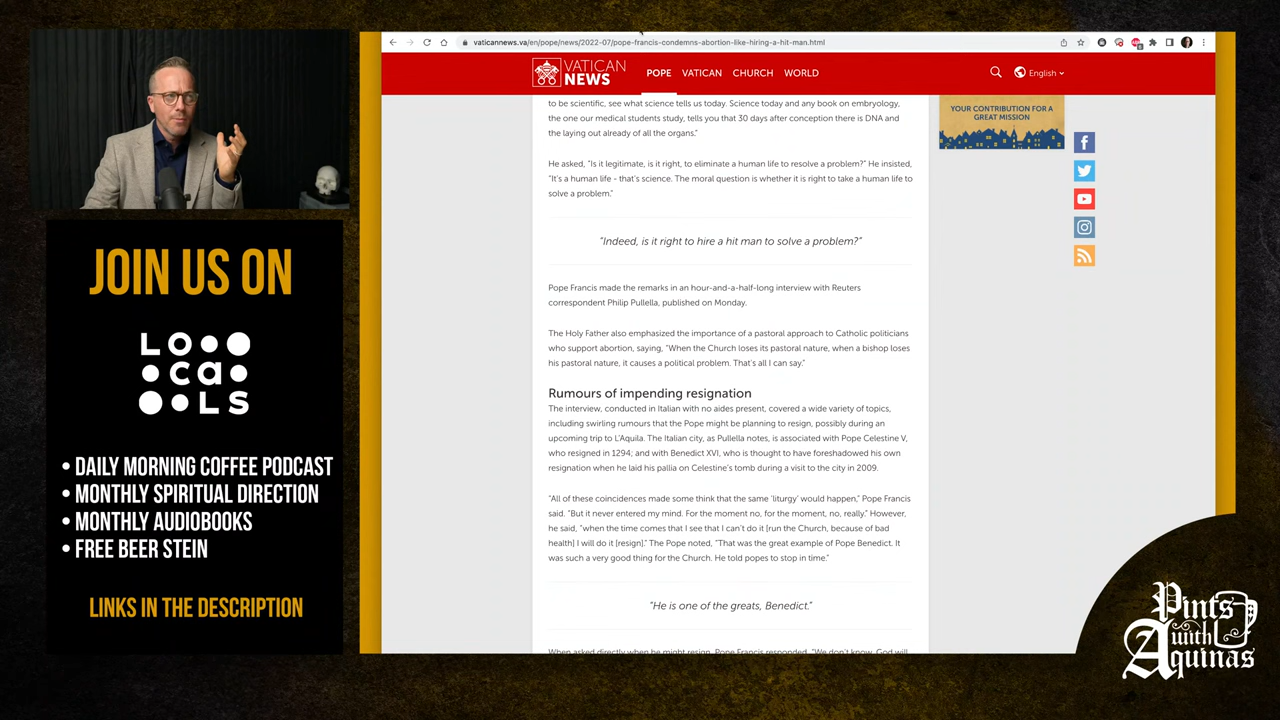 vaticannews.va/en/pope/news/2022-07/pope-francis-condemns-abortion-like-hiring-a-hit-man.html
VATICAN
NEWS
POPE
VATICAN
CHURCH
WORLD
English
to be scientific, see what science tells us today. Science today and any book on embryology,
the one our medical students study, tells you that 30 days after conception there is DNA and
the laying out already of all the organs.”
He asked, “Is it legitimate, is it right, to eliminate a human life to resolve a problem?” He insisted,
“It’s a human life - that’s science. The moral question is whether it is right to take a human life to
solve a problem.”
“Indeed, is it right to hire a hit man to solve a problem?”
Pope Francis made the remarks in an hour-and-a-half-long interview with Reuters
correspondent Philip Pullella, published on Monday.
The Holy Father also emphasized the importance of a pastoral approach to Catholic politicians
who support abortion, saying, “When the Church loses its pastoral nature, when a bishop loses
his pastoral nature, it causes a political problem. That’s all I can say.”
Rumours of impending resignation
The interview, conducted in Italian with no aides present, covered a wide variety of topics,
including swirling rumours that the Pope might be planning to resign, possibly during an
upcoming trip to L’Aquila. The Italian city, as Pullella notes, is associated with Pope Celestine V,
who resigned in 1294; and with Benedict XVI, who is thought to have foreshadowed his own
resignation when he laid his pallia on Celestine’s tomb during a visit to the city in 2009.
“All of these coincidences made some think that the same ‘liturgy’ would happen,” Pope Francis
said. “But it never entered my mind. For the moment no, for the moment, no, really.” However,
he said, “when the time comes that I see that I can’t do it [run the Church, because of bad
health] I will do it [resign].” The Pope noted, “That was the great example of Pope Benedict. It
was such a very good thing for the Church. He told popes to stop in time.”
“He is one of the greats, Benedict.”
When asked directly when he might resign, Pope Francis responded, “We don’t know. God will
YOUR CONTRIBUTION FOR A
GREAT MISSION
JOIN US ON
LO
ca
LS
• DAILY MORNING COFFEE PODCAST
• MONTHLY SPIRITUAL DIRECTION
• MONTHLY AUDIOBOOKS
• FREE BEER STEIN
LINKS IN THE DESCRIPTION
Pints
with
Aquinas